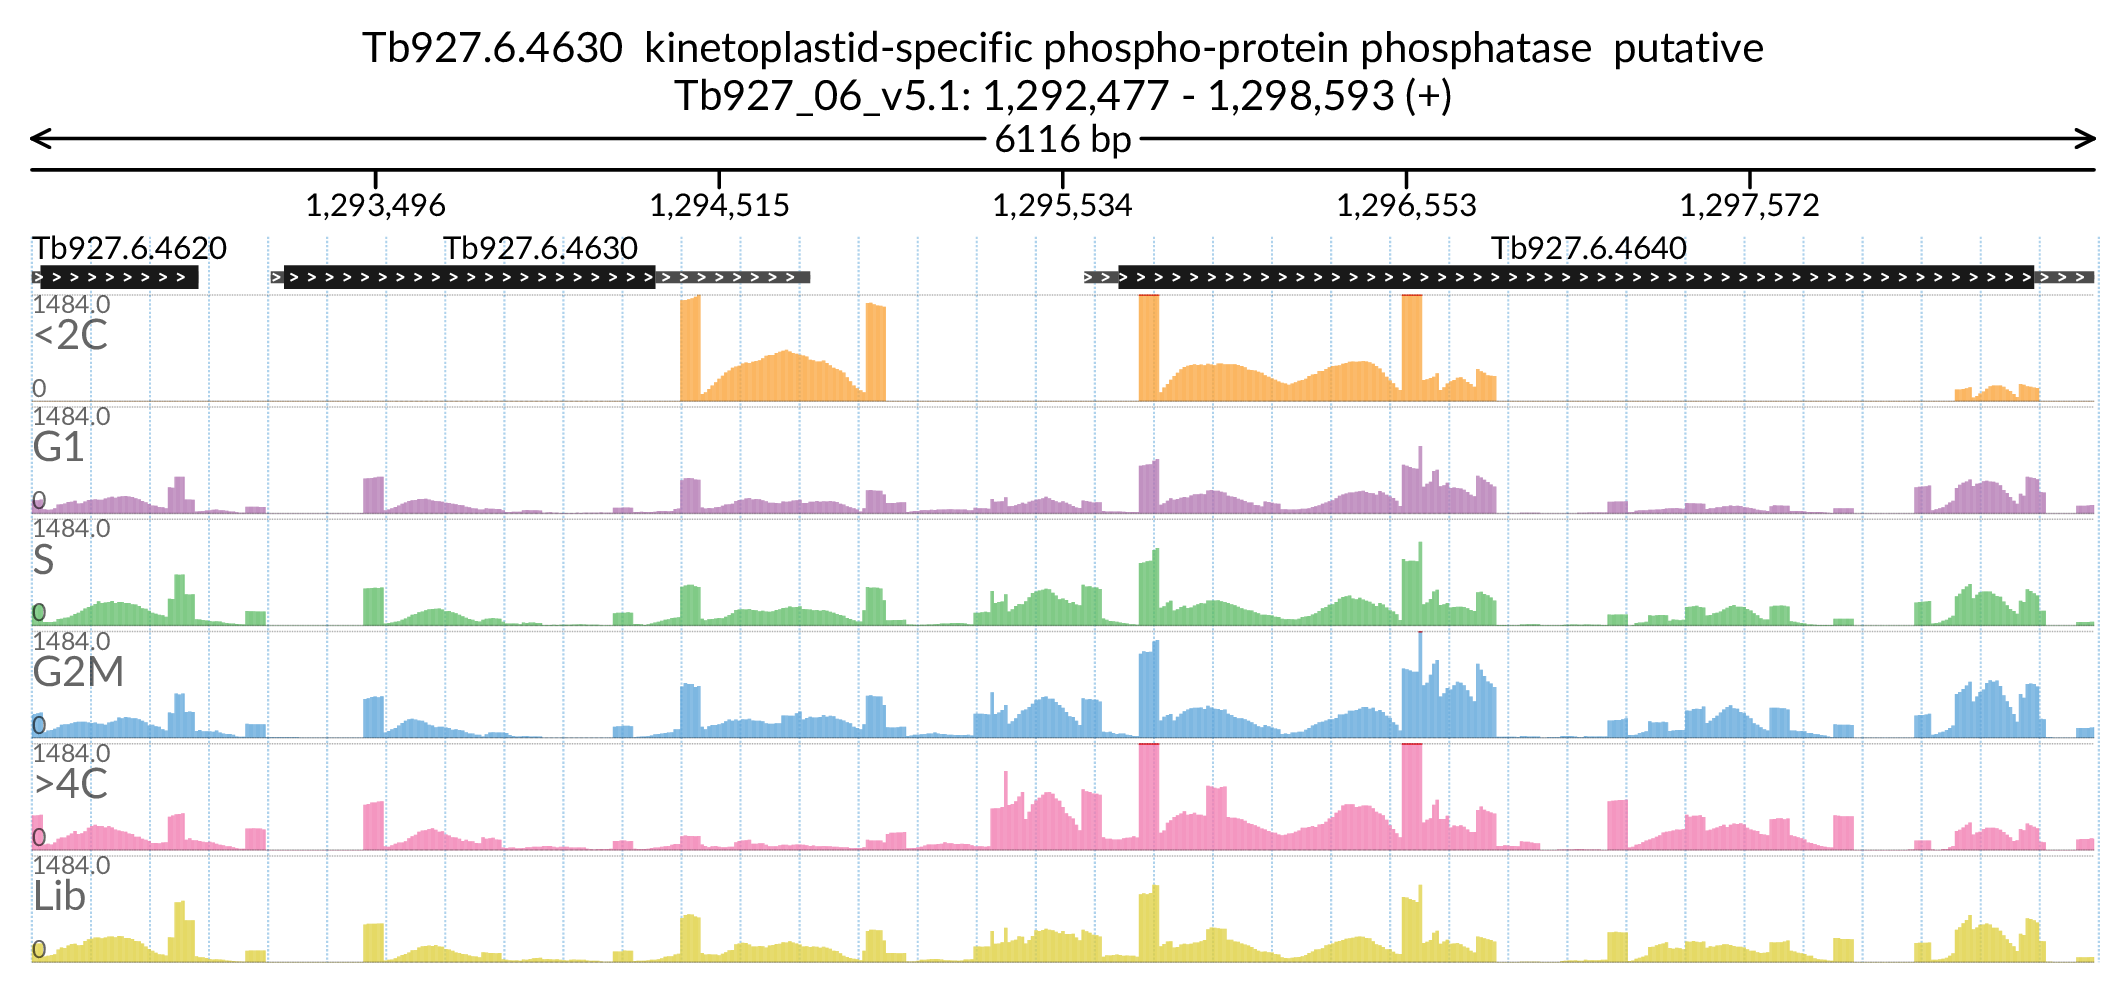 Tb927.6.4630  kinetoplastid-specific phospho-protein phosphatase  putative
Tb927_06_v5.1: 1,292,477 - 1,298,593 (+)
6116 bp
1,293,496 1,294,515 1,295,534 1,296,553 1,297,572
Tb927.6.4620 Tb927.6.4630 Tb927.6.4640
1484.0
<2C
0
1484.0
G1
0
1484.0
S
0
1484.0
G2M
0
1484.0
>4C
0
1484.0
Lib
0